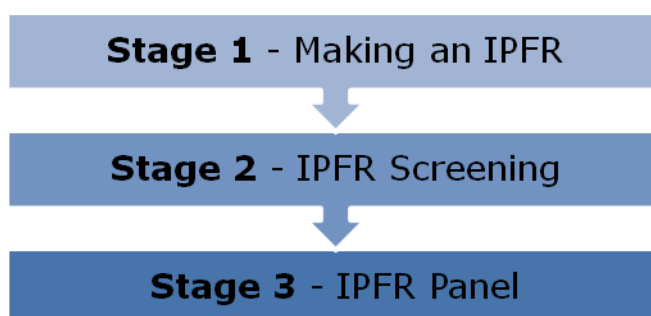 Stage 1 - Making an IPFR
Stage 2 - IPFR Screening
Stage 3 - IPFR Panel